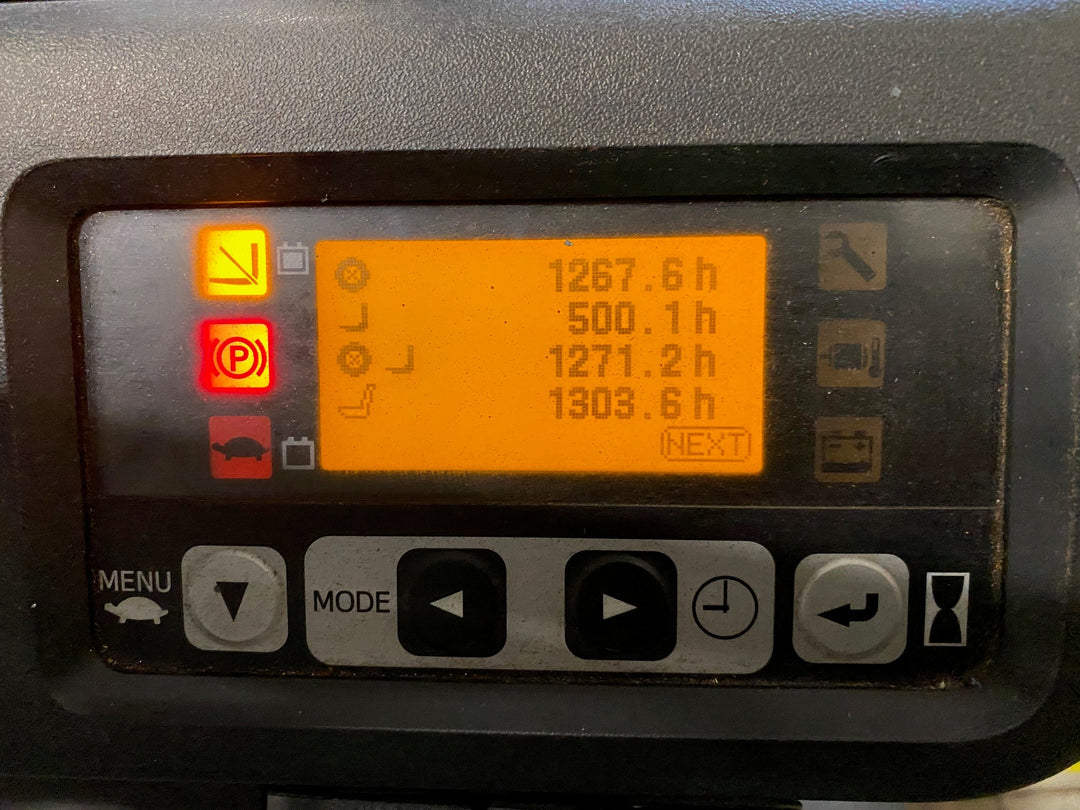 1267.6 h
500.1 h
P
1271.2 h
1303.6 h
NEXT
MENU
MODE